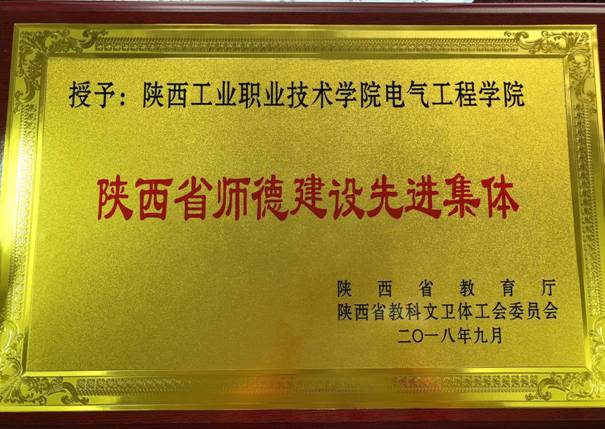 授予：陕西工业职业技术学院电气工程学院
陕西省师德建设先进集体
陕西省教育厅
陕西省教科文卫体工会委员会
二〇一八年九月